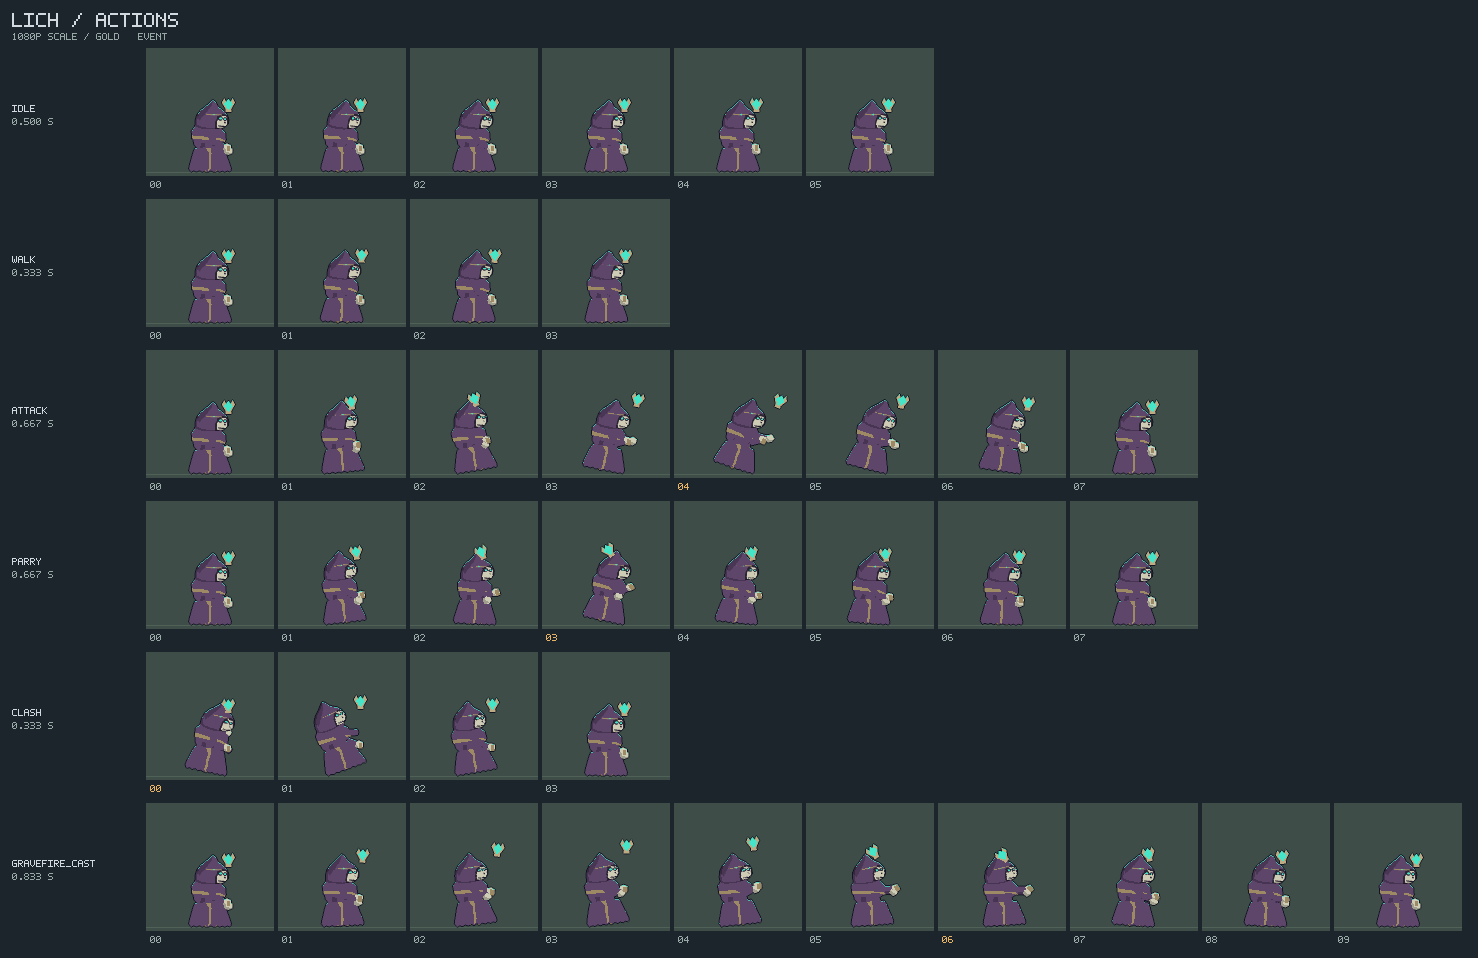 LICH / ACTIONS
1080P SCALE / GOLD   EVENT
IDLE
0.500 S
00 01 02 03 04 05
WALK
0.333 S
00 01 02 03
ATTACK
0.667 S
00 01 02 03 04 05 06 07
PARRY
0.667 S
00 01 02 03 04 05 06 07
CLASH
0.333 S
00 01 02 03
GRAVEFIRE_CAST
0.833 S
00 01 02 03 04 05 06 07 08 09